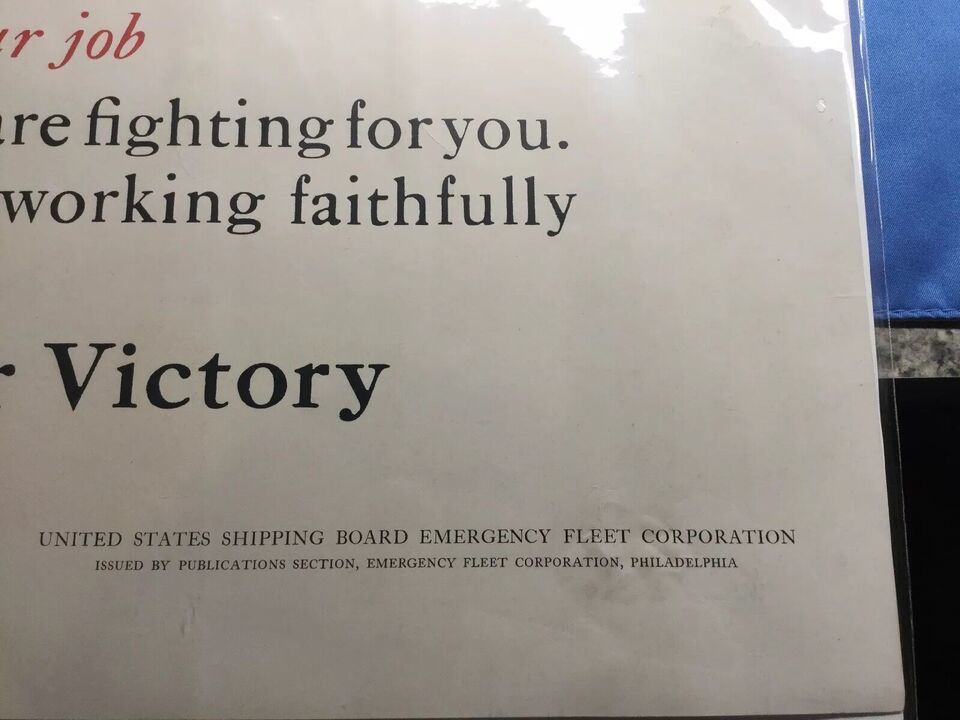 job
fighting for you.
working faithfully
Victory
UNITED STATES SHIPPING BOARD EMERGENCY FLEET CORPORATION
ISSUED BY PUBLICATIONS SECTION, EMERGENCY FLEET CORPORATION, PHILADELPHIA